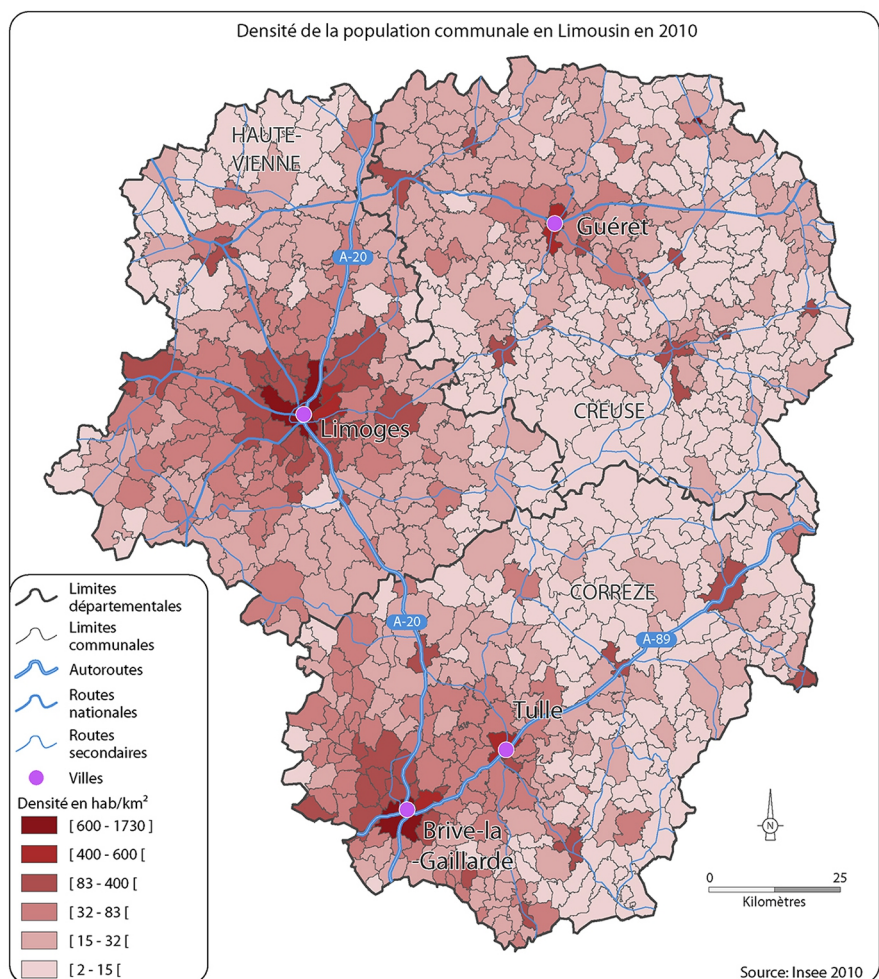 Densité de la population communale en Limousin en 2010
HAUTE-
VIENNE
Guéret
A-20
CREUSE
Limoges
CORREZE
A-20
A-89
Tulle
Brive-la
-Gaillarde
Limites
départementales
Limites
communales
Autoroutes
Routes
nationales
Routes
secondaires
Villes
Densité en hab/km²
[ 600 - 1730 ]
[ 400 - 600 [
[ 83 - 400 [
[ 32 - 83 [
[ 15 - 32 [
[ 2 - 15 [
N
0 25
Kilomètres
Source: Insee 2010